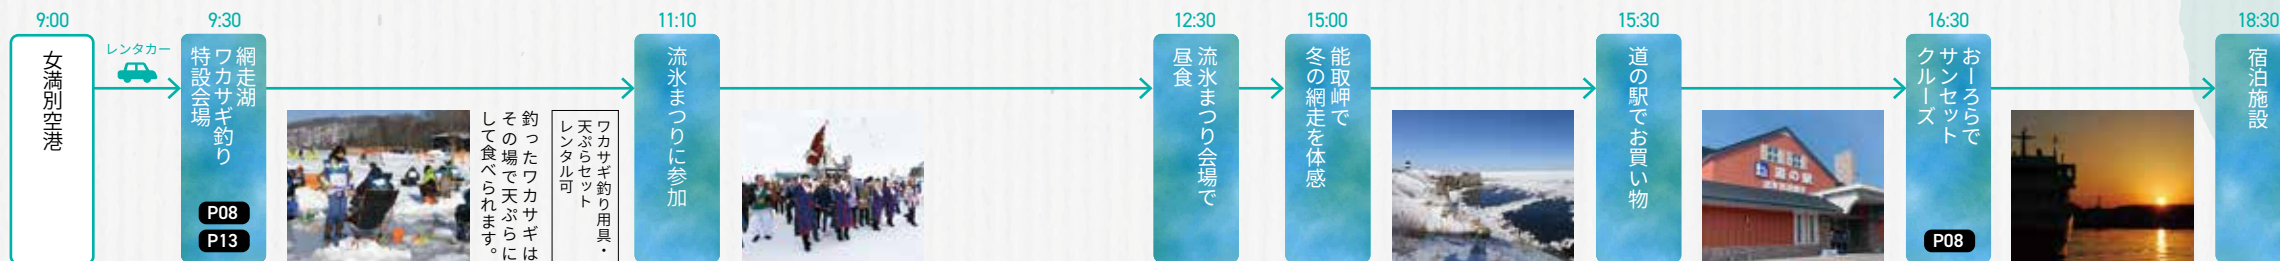 9:00
女満別空港
レンタカー
9:30
網走湖
ワカサギ釣り
特設会場
P08
P13
ワカサギ釣り用具・
天ぷらセット
レンタル可
釣ったワカサギは
その場で天ぷらに
して食べられます。
11:10
流氷まつりに参加
12:30
流氷まつり会場で
昼食
15:00
能取岬で
冬の網走を体感
15:30
道の駅でお買い物
道の駅
16:30
おーろらで
サンセット
クルーズ
P08
18:30
宿泊施設